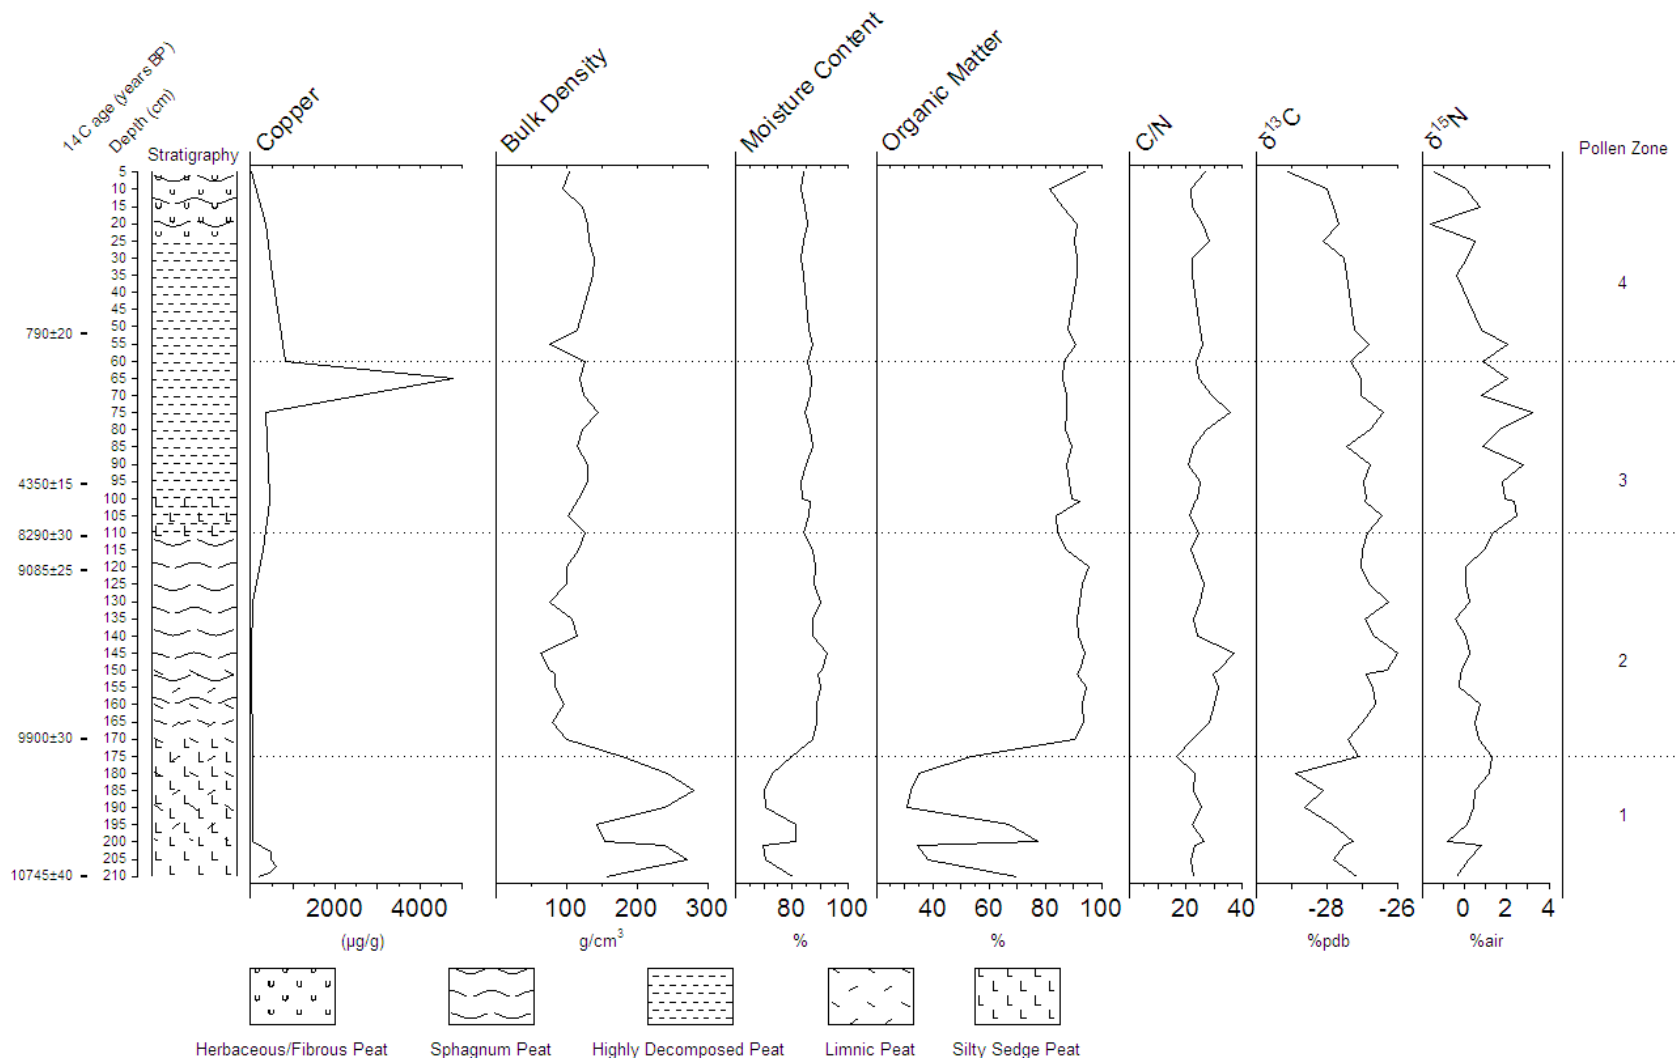 14C age (years BP)
Depth (cm)
Stratigraphy
Copper
Bulk Density
Moisture Content
Organic Matter
C/N
δ¹³C
δ¹⁵N
Pollen Zone
5
10
15
20
25
30
35
40
45
50
55
60
65
70
75
80
85
90
95
100
105
110
115
120
125
130
135
140
145
150
155
160
165
170
175
180
185
190
195
200
205
210
790±20
4350±15
8290±30
9085±25
9900±30
10745±40
4
3
2
1
2000 4000
100 200 300
80 100
40 60 80 100
20 40
-28 -26
0 2 4
(µg/g)
g/cm³
%
%
%pdb
%air
Herbaceous/Fibrous Peat
Sphagnum Peat
Highly Decomposed Peat
Limnic Peat
Silty Sedge Peat